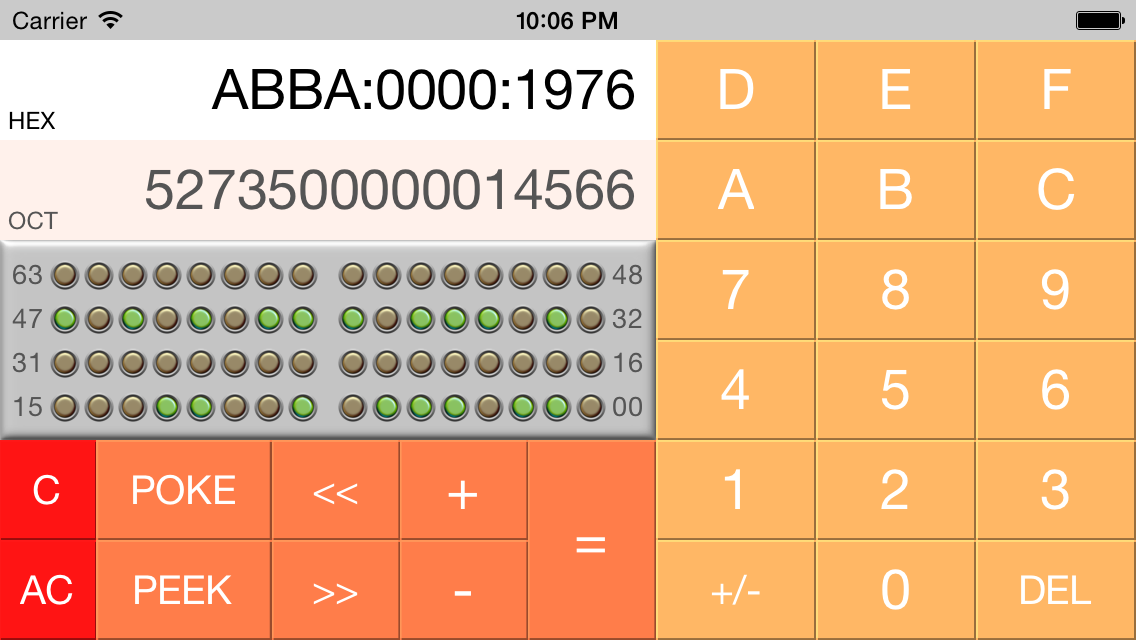 Carrier 10:06 PM
ABBA:0000:1976
HEX
5273500000014566
OCT
63 48
47 32
31 16
15 00
D E F
A B C
7 8 9
4 5 6
C POKE << + = 1 2 3
AC PEEK >> - +/- 0 DEL